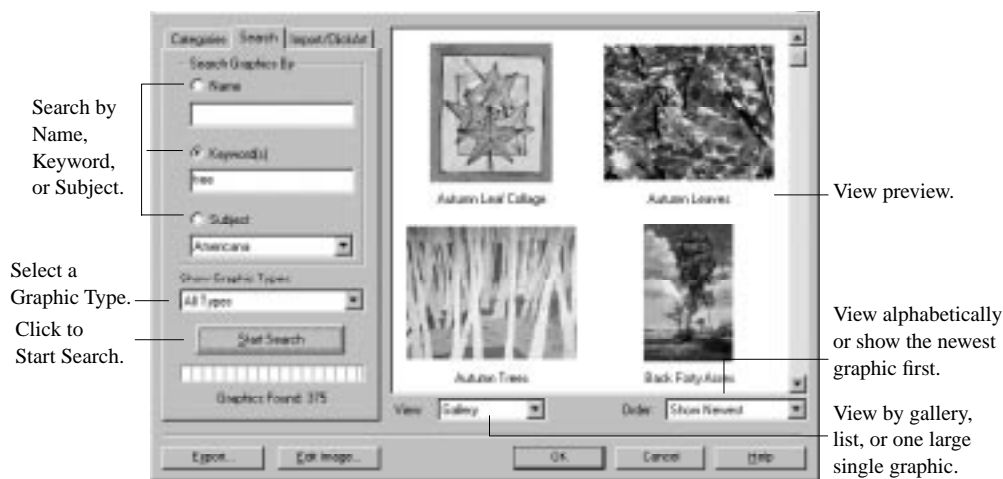 Categories Search Import/ClickArt
Search Graphics By
Name
Search by
Name,
Keyword,
or Subject.
Keyword(s)
tree
Subject
Americana
Select a
Graphic Type.
Show Graphic Types
All Types
Click to
Start Search.
Start Search
Graphics Found: 375
Autumn Leaf Collage
Autumn Leaves
View preview.
Autumn Trees
Back Forty Acres
View alphabetically
or show the newest
graphic first.
View: Gallery
Order: Show Newest
View by gallery,
list, or one large
single graphic.
Export... Edit Image... OK Cancel Help